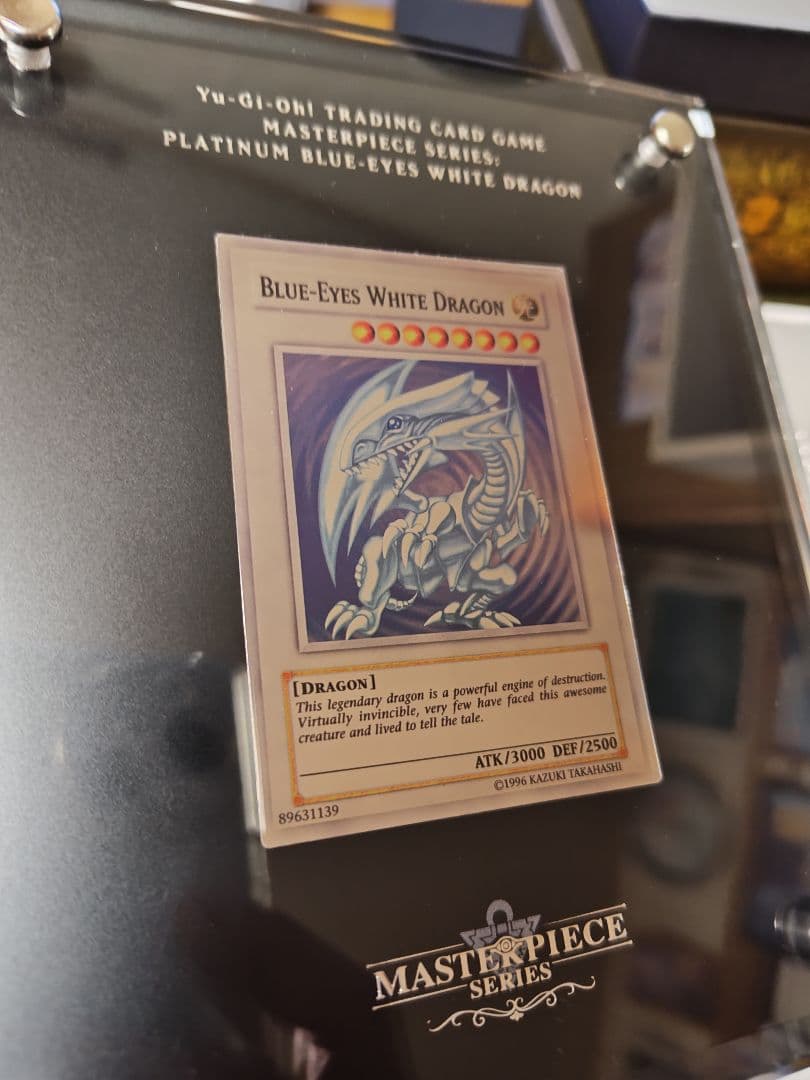 Yu-Gi-Oh! TRADING CARD GAME
MASTERPIECE SERIES:
PLATINUM BLUE-EYES WHITE DRAGON
BLUE-EYES WHITE DRAGON
[DRAGON]
This legendary dragon is a powerful engine of destruction.
Virtually invincible, very few have faced this awesome
creature and lived to tell the tale.
ATK/3000 DEF/2500
©1996 KAZUKI TAKAHASHI
89631139
MASTERPIECE
SERIES